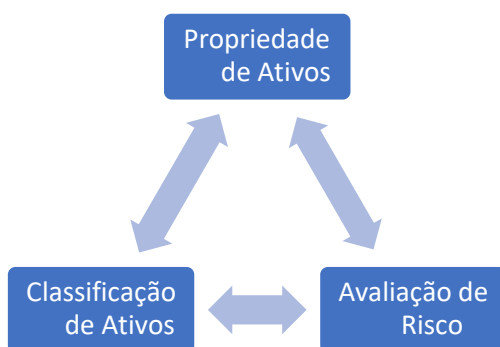 Propriedade
de Ativos
Classificação
de Ativos
Avaliação de
Risco